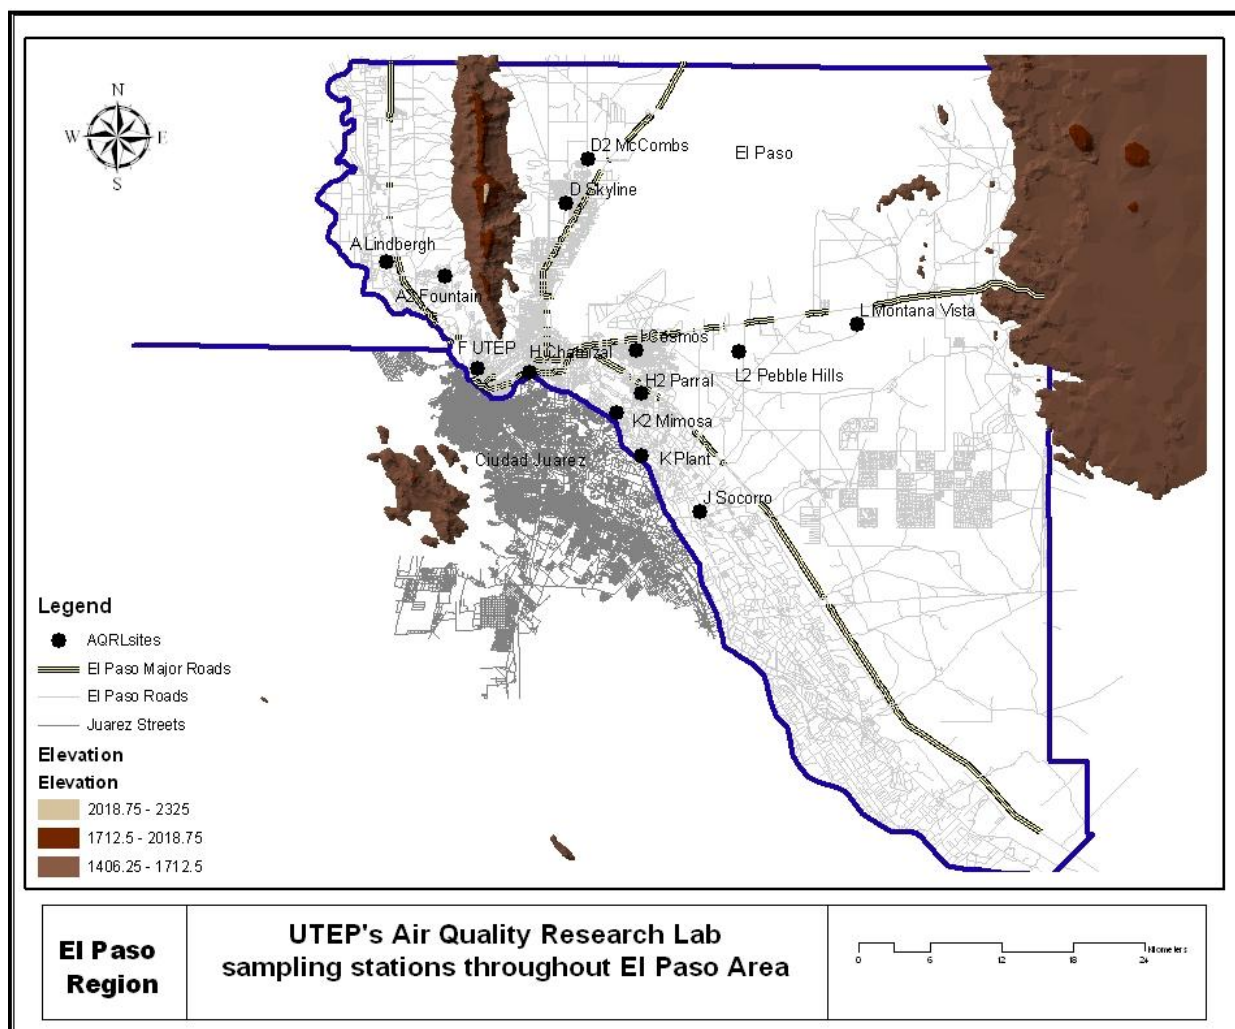 N
W E
S
D2 McCombs
El Paso
D Skyline
A Lindbergh
A2 Fountain
L Montana Vista
F UTEP
H Chamizal
I Cosmos
L2 Pebble Hills
H2 Parral
K2 Mimosa
Ciudad Juarez
K Plant
J Socorro
Legend
AQRLsites
El Paso Major Roads
El Paso Roads
Juarez Streets
Elevation
Elevation
2018.75 - 2325
1712.5 - 2018.75
1406.25 - 1712.5
El Paso
Region
UTEP's Air Quality Research Lab
sampling stations throughout El Paso Area
Kilometers
0 6 12 18 24